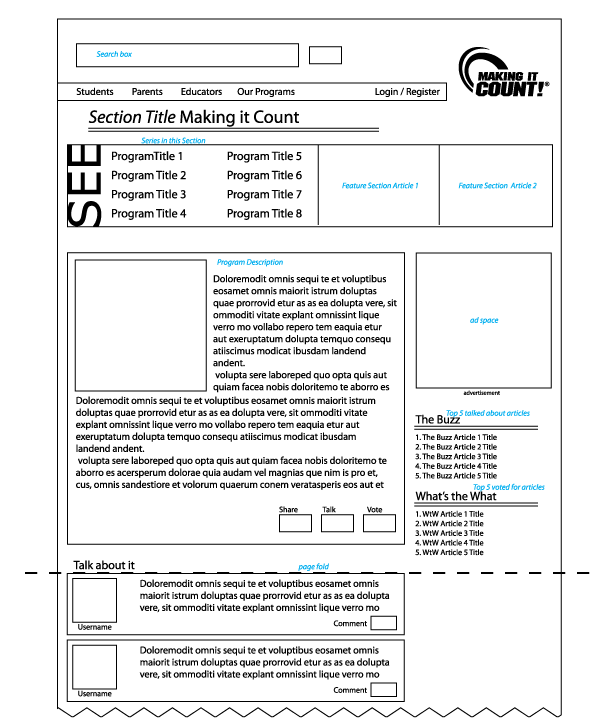 Search box
MAKING IT
COUNT!®
Students Parents Educators Our Programs Login / Register
Section Title Making it Count
Series in this Section
SEE
ProgramTitle 1 Program Title 5
Program Title 2 Program Title 6
Program Title 3 Program Title 7
Program Title 4 Program Title 8
Feature Section Article 1
Feature Section Article 2
Program Description
Doloremodit omnis sequi te et voluptibus
eosamet omnis maiorit istrum doluptas
quae prorrovid etur as as ea dolupta vere, sit
ommoditi vitate explant omnissint lique
verro mo vollabo repero tem eaquia etur
aut exeruptatum dolupta temquo consequ
atiiscimus modicat ibusdam landend
andent.
volupta sere laboreped quo opta quis aut
quiam facea nobis doloritemo te aborro es
Doloremodit omnis sequi te et voluptibus eosamet omnis maiorit istrum
doluptas quae prorrovid etur as as ea dolupta vere, sit ommoditi vitate
explant omnissint lique verro mo vollabo repero tem eaquia etur aut
exeruptatum dolupta temquo consequ atiiscimus modicat ibusdam
landend andent.
volupta sere laboreped quo opta quis aut quiam facea nobis doloritemo te
aborro es acersperum dolorae quia audam vel magnias que nim is pro et,
cus, omnis sandestiore et volorum quaerum conem veratasperis eos aut et
Share Talk Vote
ad space
advertisement
Top 5 talked about articles
The Buzz
1. The Buzz Article 1 Title
2. The Buzz Article 2 Title
3. The Buzz Article 3 Title
4. The Buzz Article 4 Title
5. The Buzz Article 5 Title
Top 5 voted for articles
What's the What
1. WtW Article 1 Title
2. WtW Article 2 Title
3. WtW Article 3 Title
4. WtW Article 4 Title
5. WtW Article 5 Title
Talk about it
page fold
Doloremodit omnis sequi te et voluptibus eosamet omnis
maiorit istrum doluptas quae prorrovid etur as as ea dolupta
vere, sit ommoditi vitate explant omnissint lique verro mo
Username
Comment
Doloremodit omnis sequi te et voluptibus eosamet omnis
maiorit istrum doluptas quae prorrovid etur as as ea dolupta
vere, sit ommoditi vitate explant omnissint lique verro mo
Username
Comment